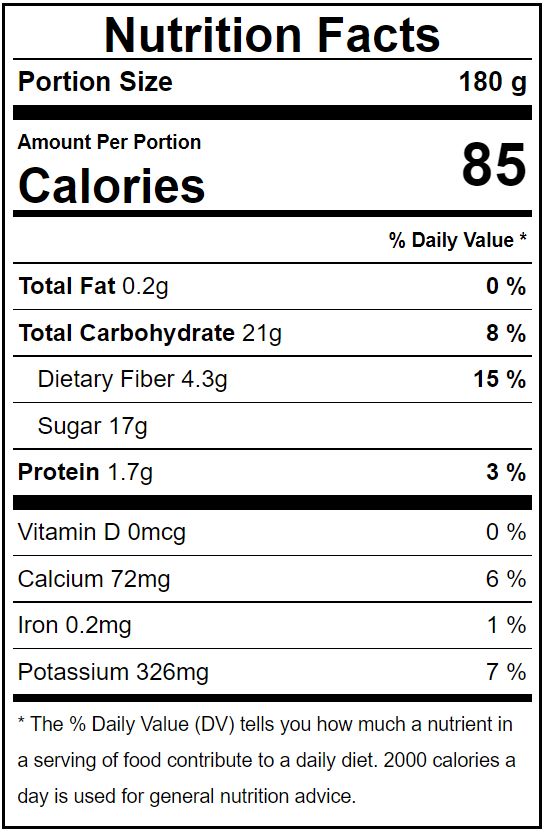 Nutrition Facts
Portion Size 180 g
Amount Per Portion
Calories 85
% Daily Value *
Total Fat 0.2g 0 %
Total Carbohydrate 21g 8 %
Dietary Fiber 4.3g 15 %
Sugar 17g
Protein 1.7g 3 %
Vitamin D 0mcg 0 %
Calcium 72mg 6 %
Iron 0.2mg 1 %
Potassium 326mg 7 %
* The % Daily Value (DV) tells you how much a nutrient in
a serving of food contribute to a daily diet. 2000 calories a
day is used for general nutrition advice.